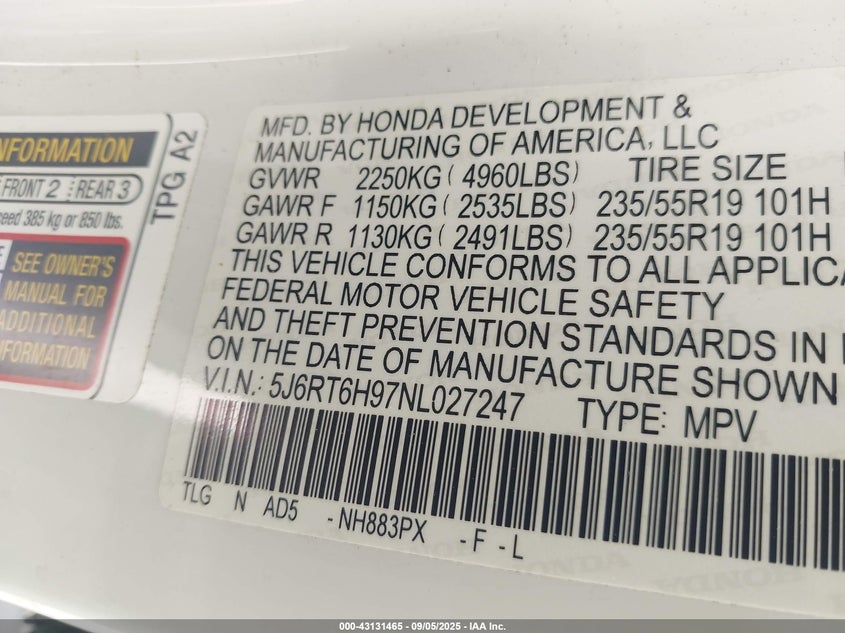 NFORMATION
FRONT 2 REAR 3
ceed 385 kg or 850 lbs.
SEE OWNER'S
MANUAL FOR
ADDITIONAL
INFORMATION
TPG A2
MFD. BY HONDA DEVELOPMENT &
MANUFACTURING OF AMERICA, LLC
GVWR 2250KG ( 4960LBS) TIRE SIZE
GAWR F 1150KG ( 2535LBS) 235/55R19 101H
GAWR R 1130KG ( 2491LBS) 235/55R19 101H
THIS VEHICLE CONFORMS TO ALL APPLICA
FEDERAL MOTOR VEHICLE SAFETY
AND THEFT PREVENTION STANDARDS IN
ON THE DATE OF MANUFACTURE SHOWN
V.I.N.: 5J6RT6H97NL027247 TYPE: MPV
TLG N AD5 -NH883PX -F-L
HONDA
000-43131465 | 09/05/2025 | IAA Inc.